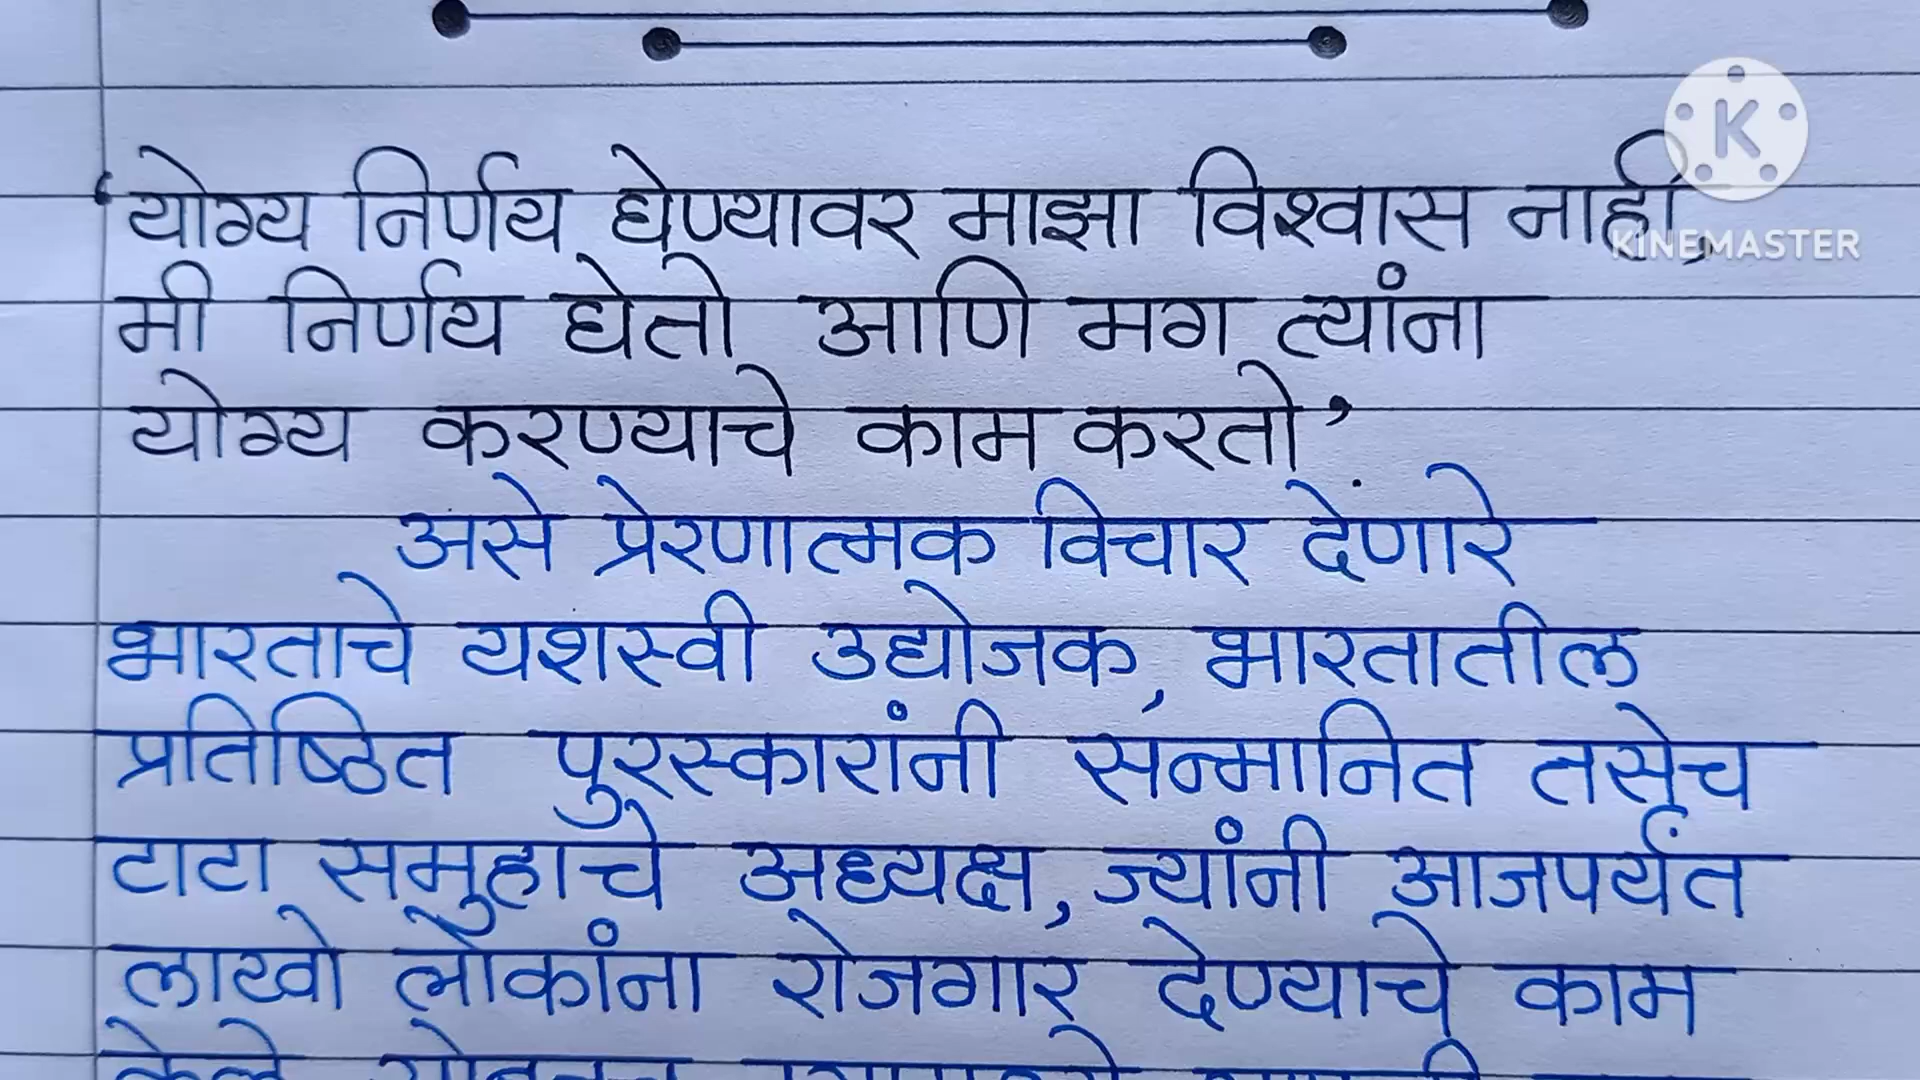 ‘योग्य निर्णय घेण्यावर माझा विश्वास नाही,
मी निर्णय घेतो आणि मग त्यांना
योग्य करण्याचे काम करतो’
असे प्रेरणात्मक विचार देणारे
भारताचे यशस्वी उद्योजक, भारतातील
प्रतिष्ठित पुरस्कारांनी सन्मानित तसेच
टाटा समुहाचे अध्यक्ष, ज्यांनी आजपर्यंत
लाखो लोकांना रोजगार देण्याचे काम
केले
K
KINEMASTER